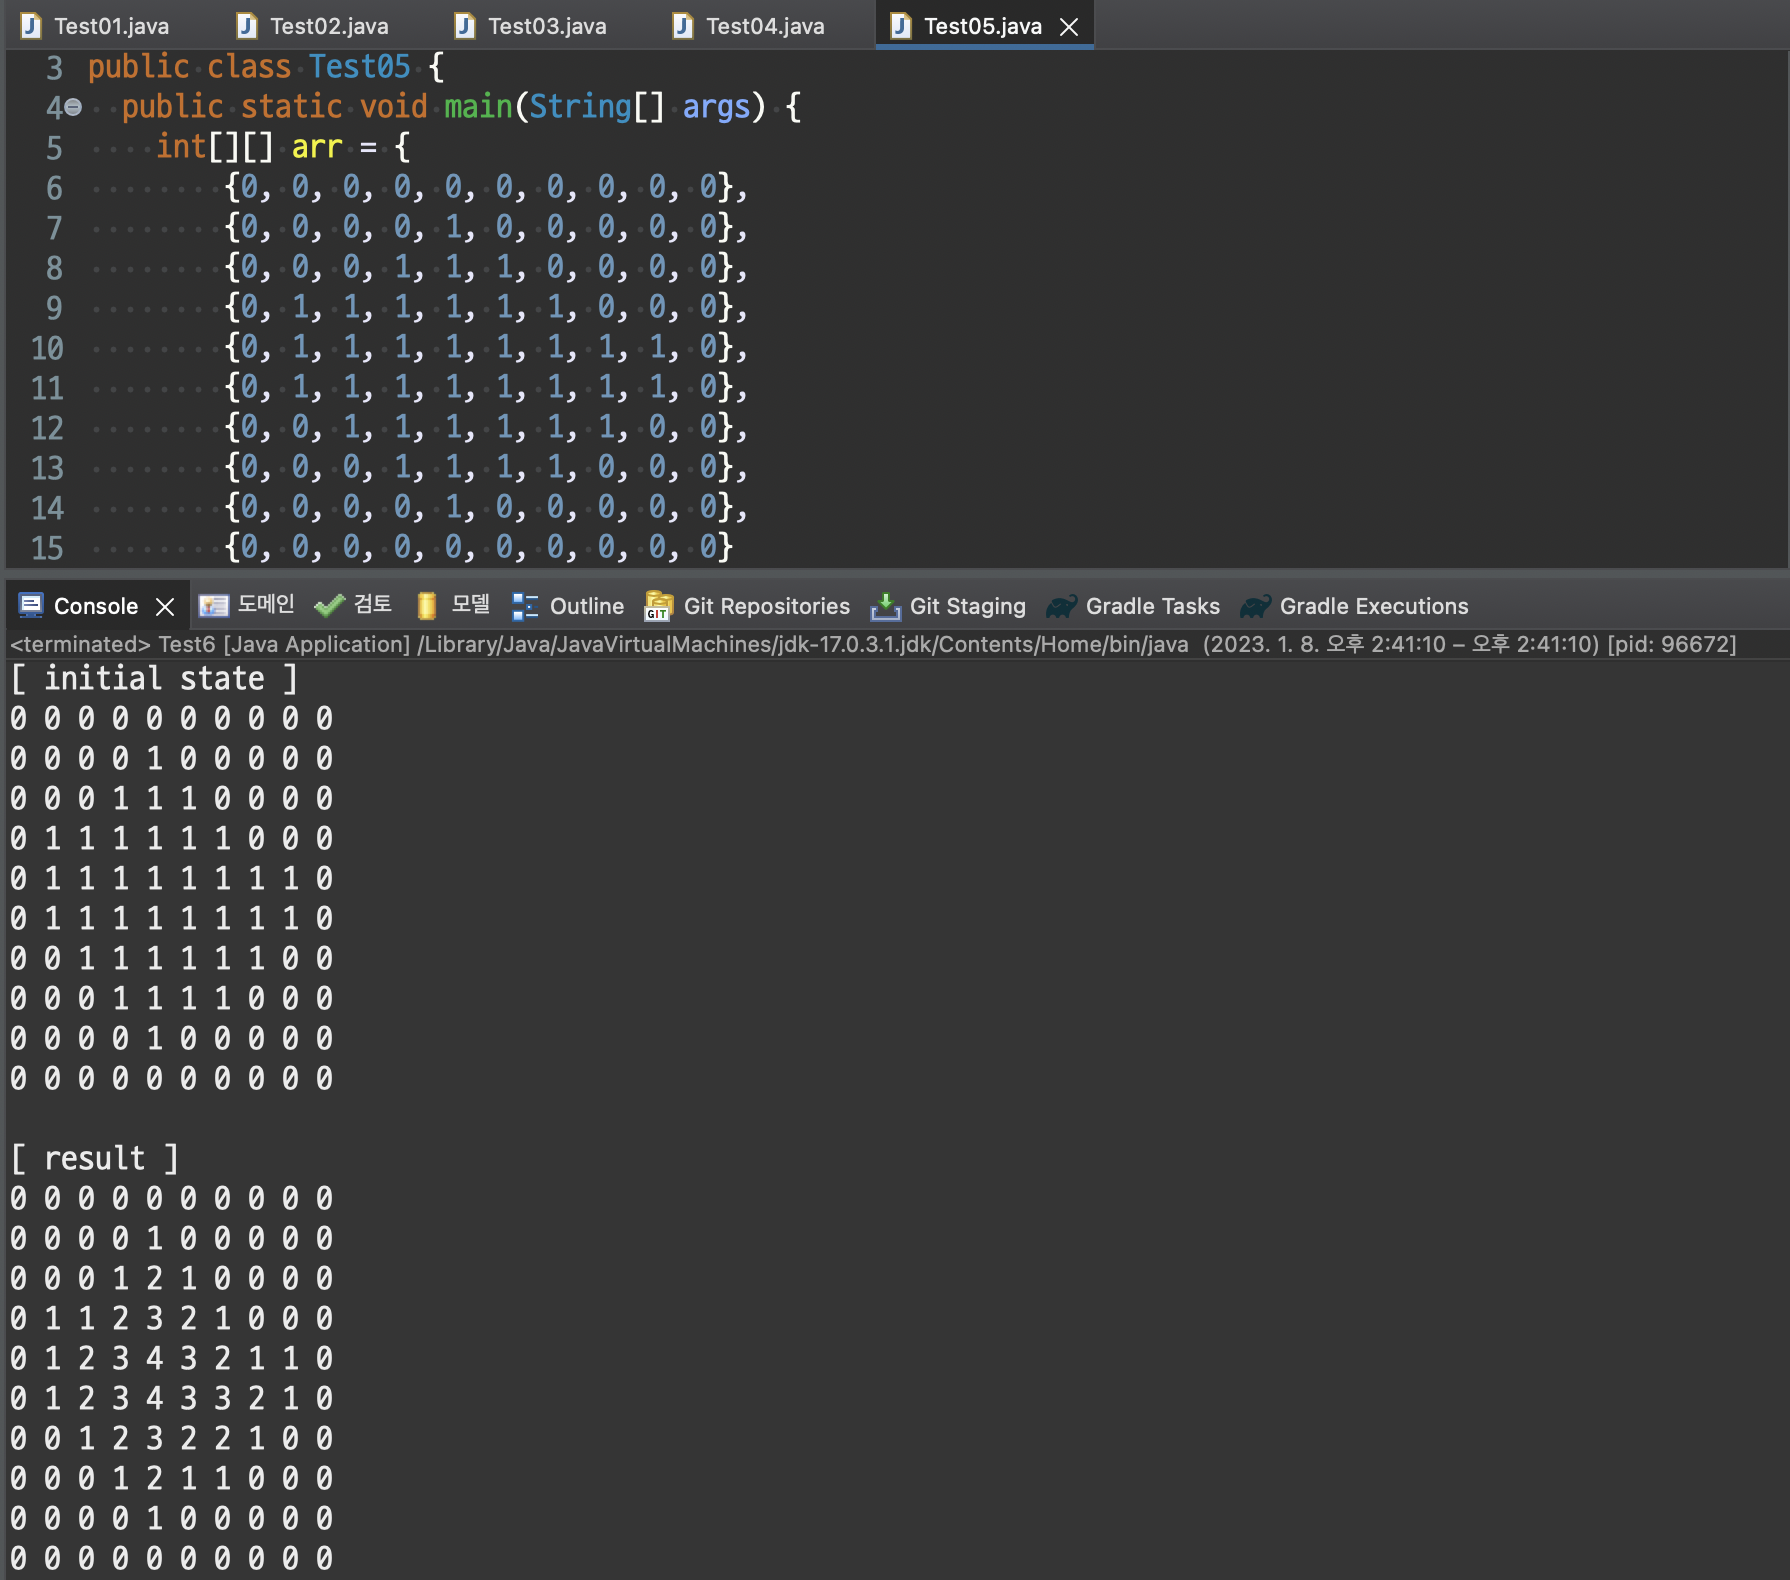 Test01.java Test02.java Test03.java Test04.java Test05.java
3 public class Test05 {
4 public static void main(String[] args) {
5 int[][] arr = {
6 {0, 0, 0, 0, 0, 0, 0, 0, 0, 0},
7 {0, 0, 0, 0, 1, 0, 0, 0, 0, 0},
8 {0, 0, 0, 1, 1, 1, 0, 0, 0, 0},
9 {0, 1, 1, 1, 1, 1, 1, 0, 0, 0},
10 {0, 1, 1, 1, 1, 1, 1, 1, 1, 0},
11 {0, 1, 1, 1, 1, 1, 1, 1, 1, 0},
12 {0, 0, 1, 1, 1, 1, 1, 1, 0, 0},
13 {0, 0, 0, 1, 1, 1, 1, 0, 0, 0},
14 {0, 0, 0, 0, 1, 0, 0, 0, 0, 0},
15 {0, 0, 0, 0, 0, 0, 0, 0, 0, 0}
Console 도메인 검토 모델 Outline GIT Git Repositories Git Staging Gradle Tasks Gradle Executions
<terminated> Test6 [Java Application] /Library/Java/JavaVirtualMachines/jdk-17.0.3.1.jdk/Contents/Home/bin/java (2023. 1. 8. 오후 2:41:10 – 오후 2:41:10) [pid: 96672]
[ initial state ]
0 0 0 0 0 0 0 0 0 0
0 0 0 0 1 0 0 0 0 0
0 0 0 1 1 1 0 0 0 0
0 1 1 1 1 1 1 0 0 0
0 1 1 1 1 1 1 1 1 0
0 1 1 1 1 1 1 1 1 0
0 0 1 1 1 1 1 1 0 0
0 0 0 1 1 1 1 0 0 0
0 0 0 0 1 0 0 0 0 0
0 0 0 0 0 0 0 0 0 0
[ result ]
0 0 0 0 0 0 0 0 0 0
0 0 0 0 1 0 0 0 0 0
0 0 0 1 2 1 0 0 0 0
0 1 1 2 3 2 1 0 0 0
0 1 2 3 4 3 2 1 1 0
0 1 2 3 4 3 3 2 1 0
0 0 1 2 3 2 2 1 0 0
0 0 0 1 2 1 1 0 0 0
0 0 0 0 1 0 0 0 0 0
0 0 0 0 0 0 0 0 0 0